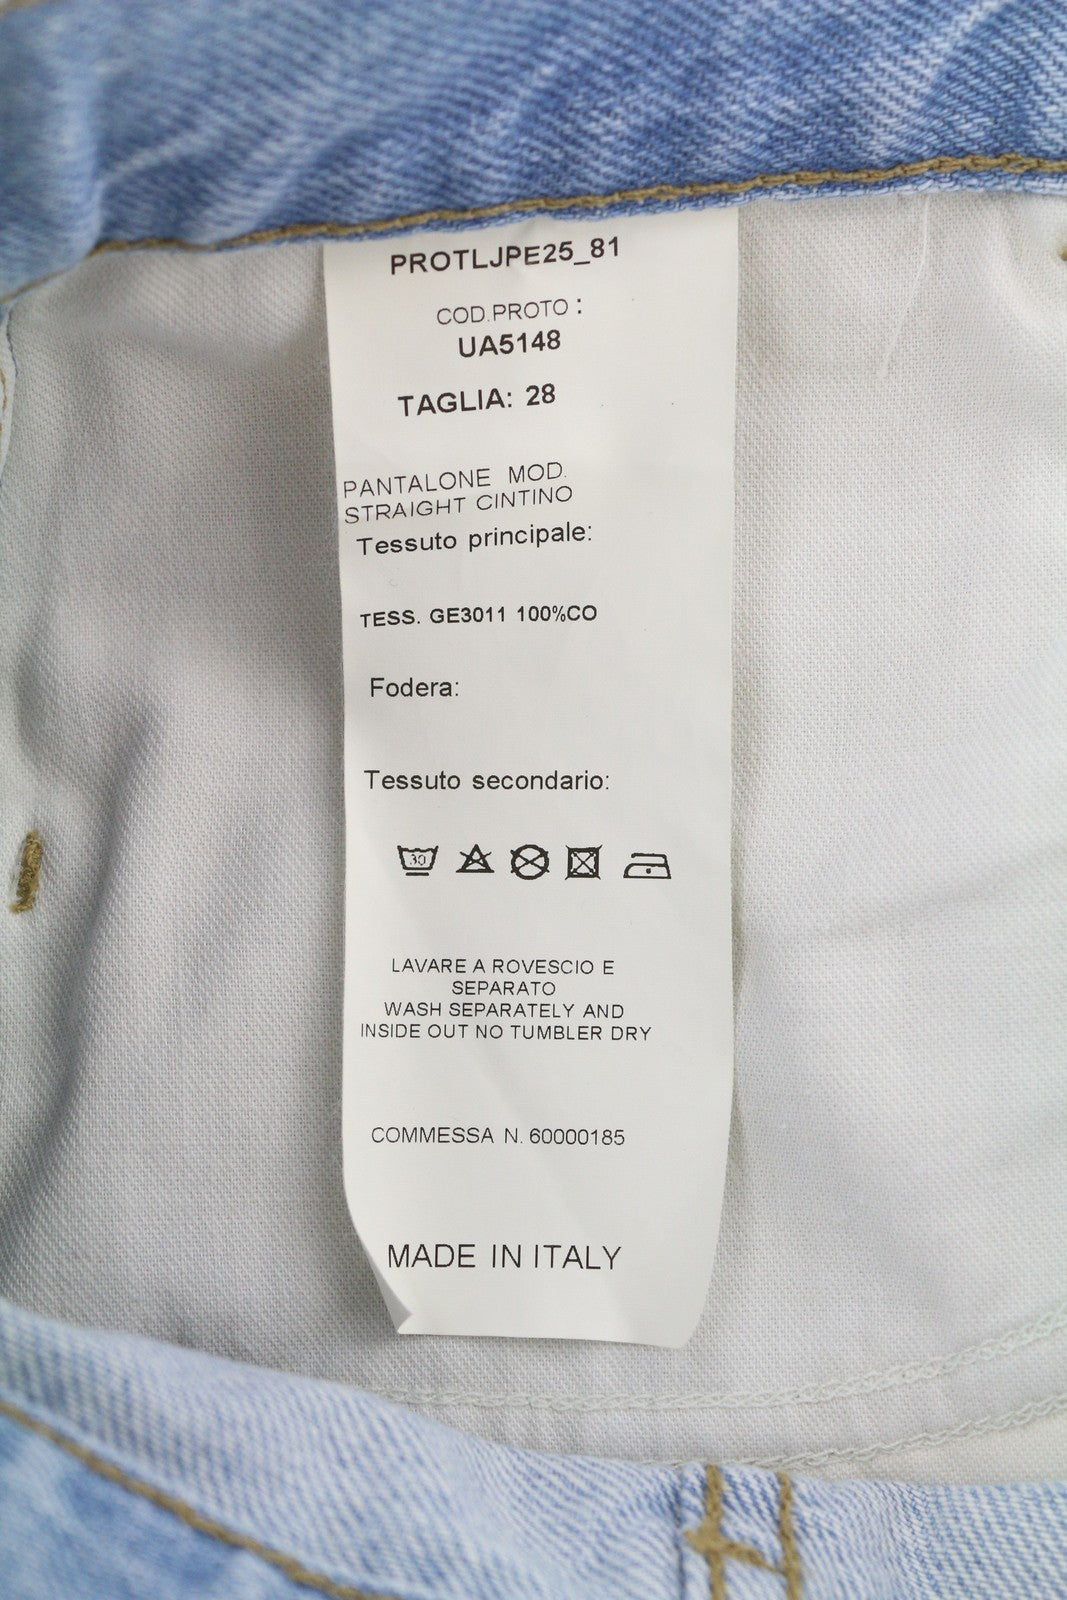 PROTLJPE25_81
COD.PROTO :
UA5148
TAGLIA: 28
PANTALONE MOD.
STRAIGHT CINTINO
Tessuto principale:
TESS. GE3011 100%CO
Fodera:
Tessuto secondario:
30
LAVARE A ROVESCIO E
SEPARATO
WASH SEPARATELY AND
INSIDE OUT NO TUMBLER DRY
COMMESSA N. 60000185
MADE IN ITALY